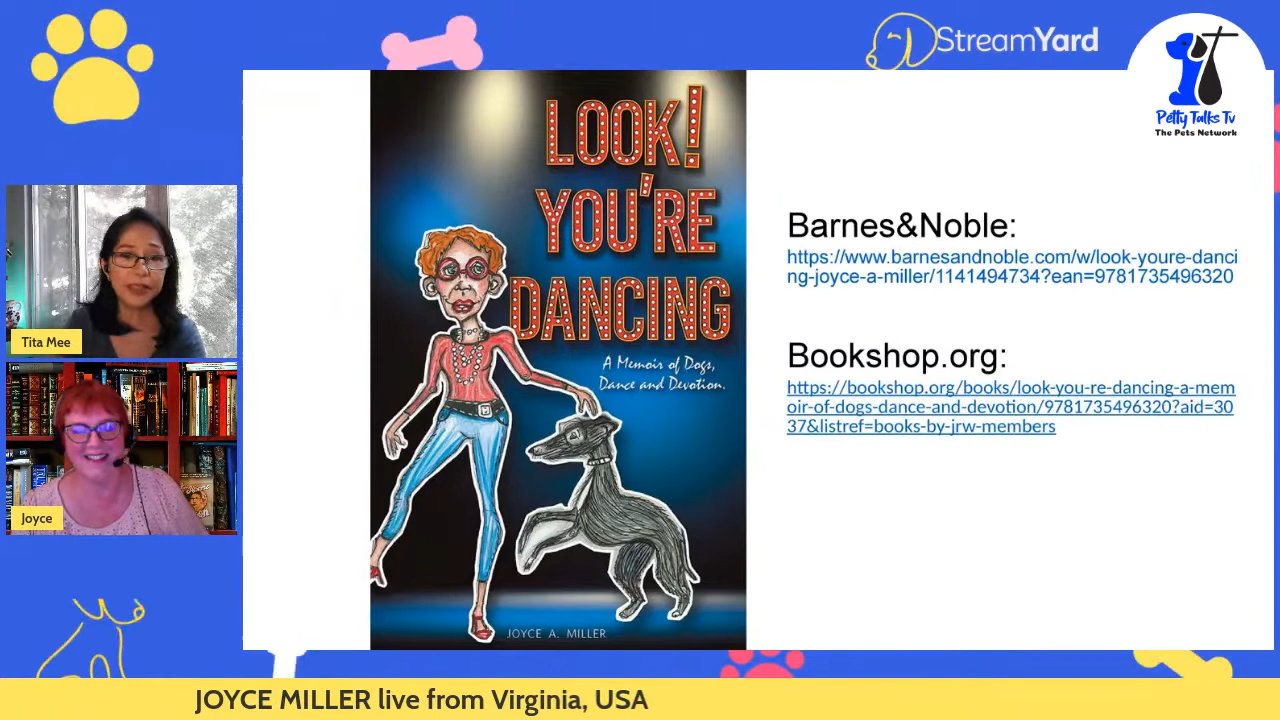 StreamYard
Petty Talks Tv
The Pets Network
LOOK!
YOU'RE
DANCING
A Memoir of Dogs,
Dance and Devotion.
JOYCE A. MILLER
Barnes&Noble:
https://www.barnesandnoble.com/w/look-youre-danci
ng-joyce-a-miller/1141494734?ean=9781735496320
Bookshop.org:
https://bookshop.org/books/look-you-re-dancing-a-mem
oir-of-dogs-dance-and-devotion/9781735496320?aid=30
37&listref=books-by-jrw-members
Tita Mee
Joyce
JOYCE MILLER live from Virginia, USA